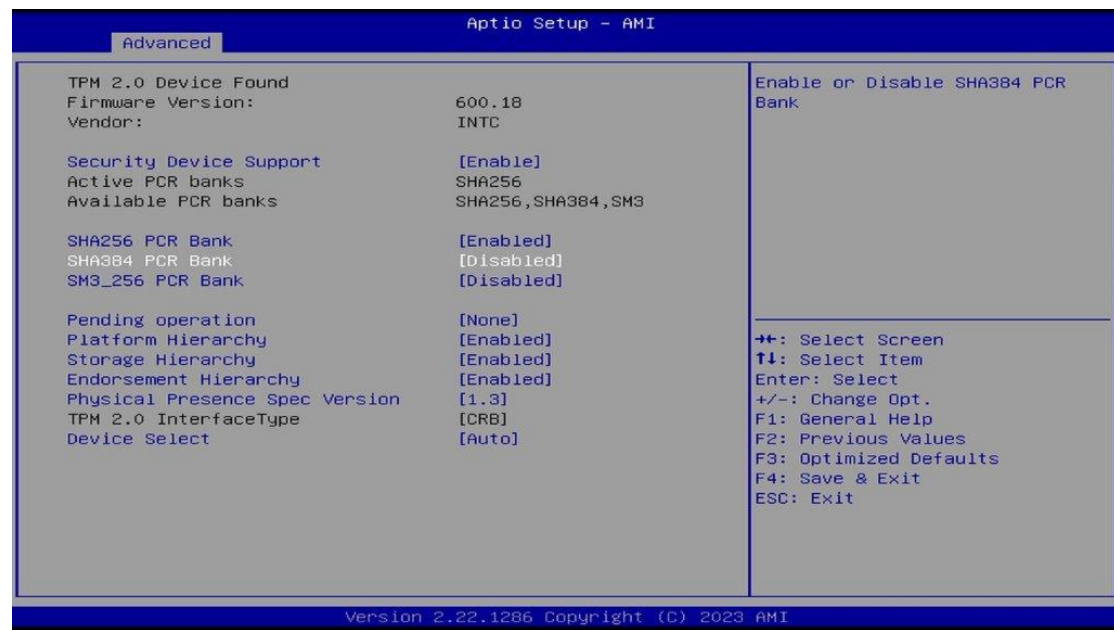 Aptio Setup - AMI
Advanced
TPM 2.0 Device Found
Firmware Version: 600.18
Vendor: INTC
Security Device Support [Enable]
Active PCR banks SHA256
Available PCR banks SHA256,SHA384,SM3
SHA256 PCR Bank [Enabled]
SHA384 PCR Bank [Disabled]
SM3_256 PCR Bank [Disabled]
Pending operation [None]
Platform Hierarchy [Enabled]
Storage Hierarchy [Enabled]
Endorsement Hierarchy [Enabled]
Physical Presence Spec Version [1.3]
TPM 2.0 InterfaceType [CRB]
Device Select [Auto]
Enable or Disable SHA384 PCR
Bank
→←: Select Screen
↑↓: Select Item
Enter: Select
+/-: Change Opt.
F1: General Help
F2: Previous Values
F3: Optimized Defaults
F4: Save & Exit
ESC: Exit
Version 2.22.1286 Copyright (C) 2023 AMI